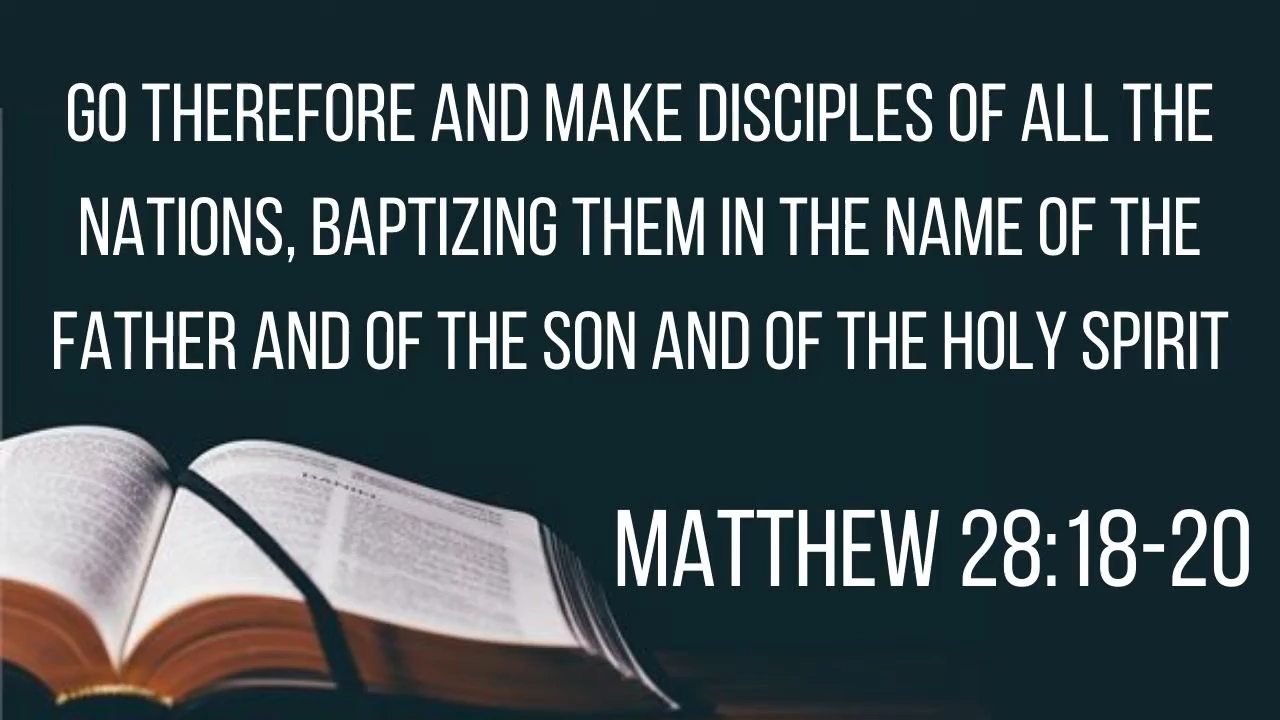 GO THEREFORE AND MAKE DISCIPLES OF ALL THE
NATIONS, BAPTIZING THEM IN THE NAME OF THE
FATHER AND OF THE SON AND OF THE HOLY SPIRIT
DANIEL
MATTHEW 28:18-20